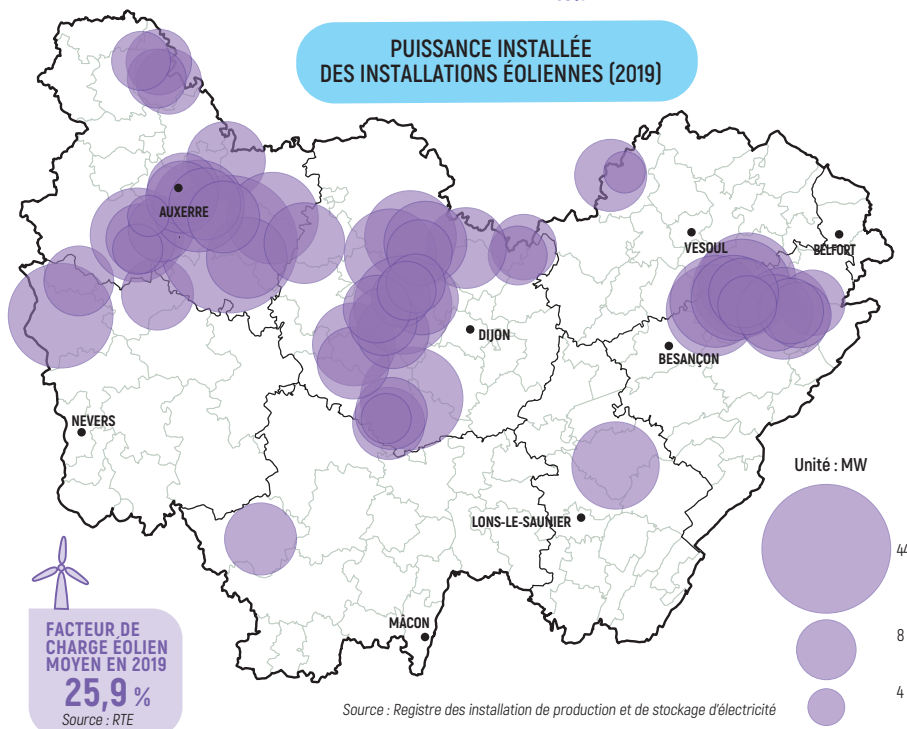 PUISSANCE INSTALLÉE
DES INSTALLATIONS ÉOLIENNES (2019)
AUXERRE
VESOUL
BELFORT
DIJON
BESANÇON
NEVERS
LONS-LE-SAUNIER
MÂCON
Unité : MW
44
8
4
FACTEUR DE
CHARGE ÉOLIEN
MOYEN EN 2019
25,9 %
Source : RTE
Source : Registre des installation de production et de stockage d'électricité